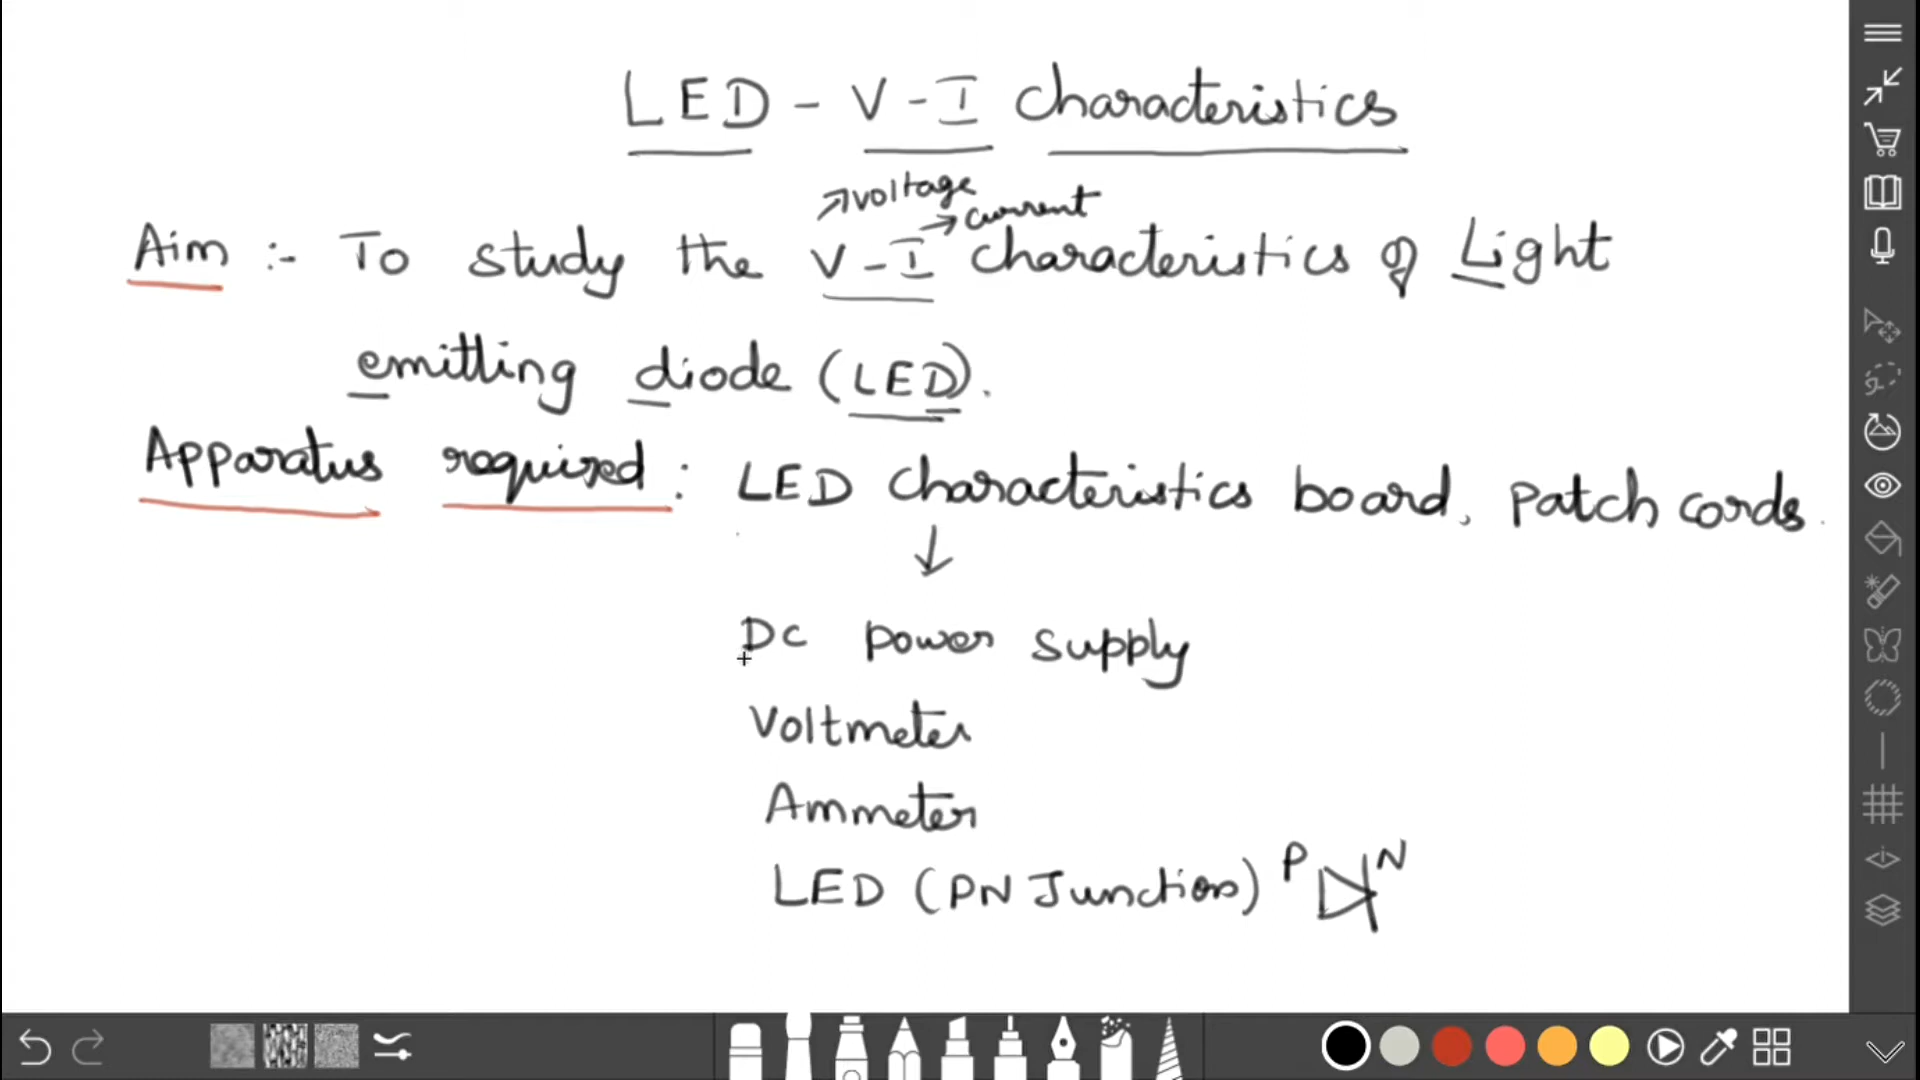 LED - V-I characteristics
↗voltage
→ current
Aim :- To study the V-I characteristics of Light
emitting diode (LED).
Apparatus required : LED characteristics board, patch cords.
↓
DC power supply
Voltmeter
Ammeter
LED (PN Junction) P N